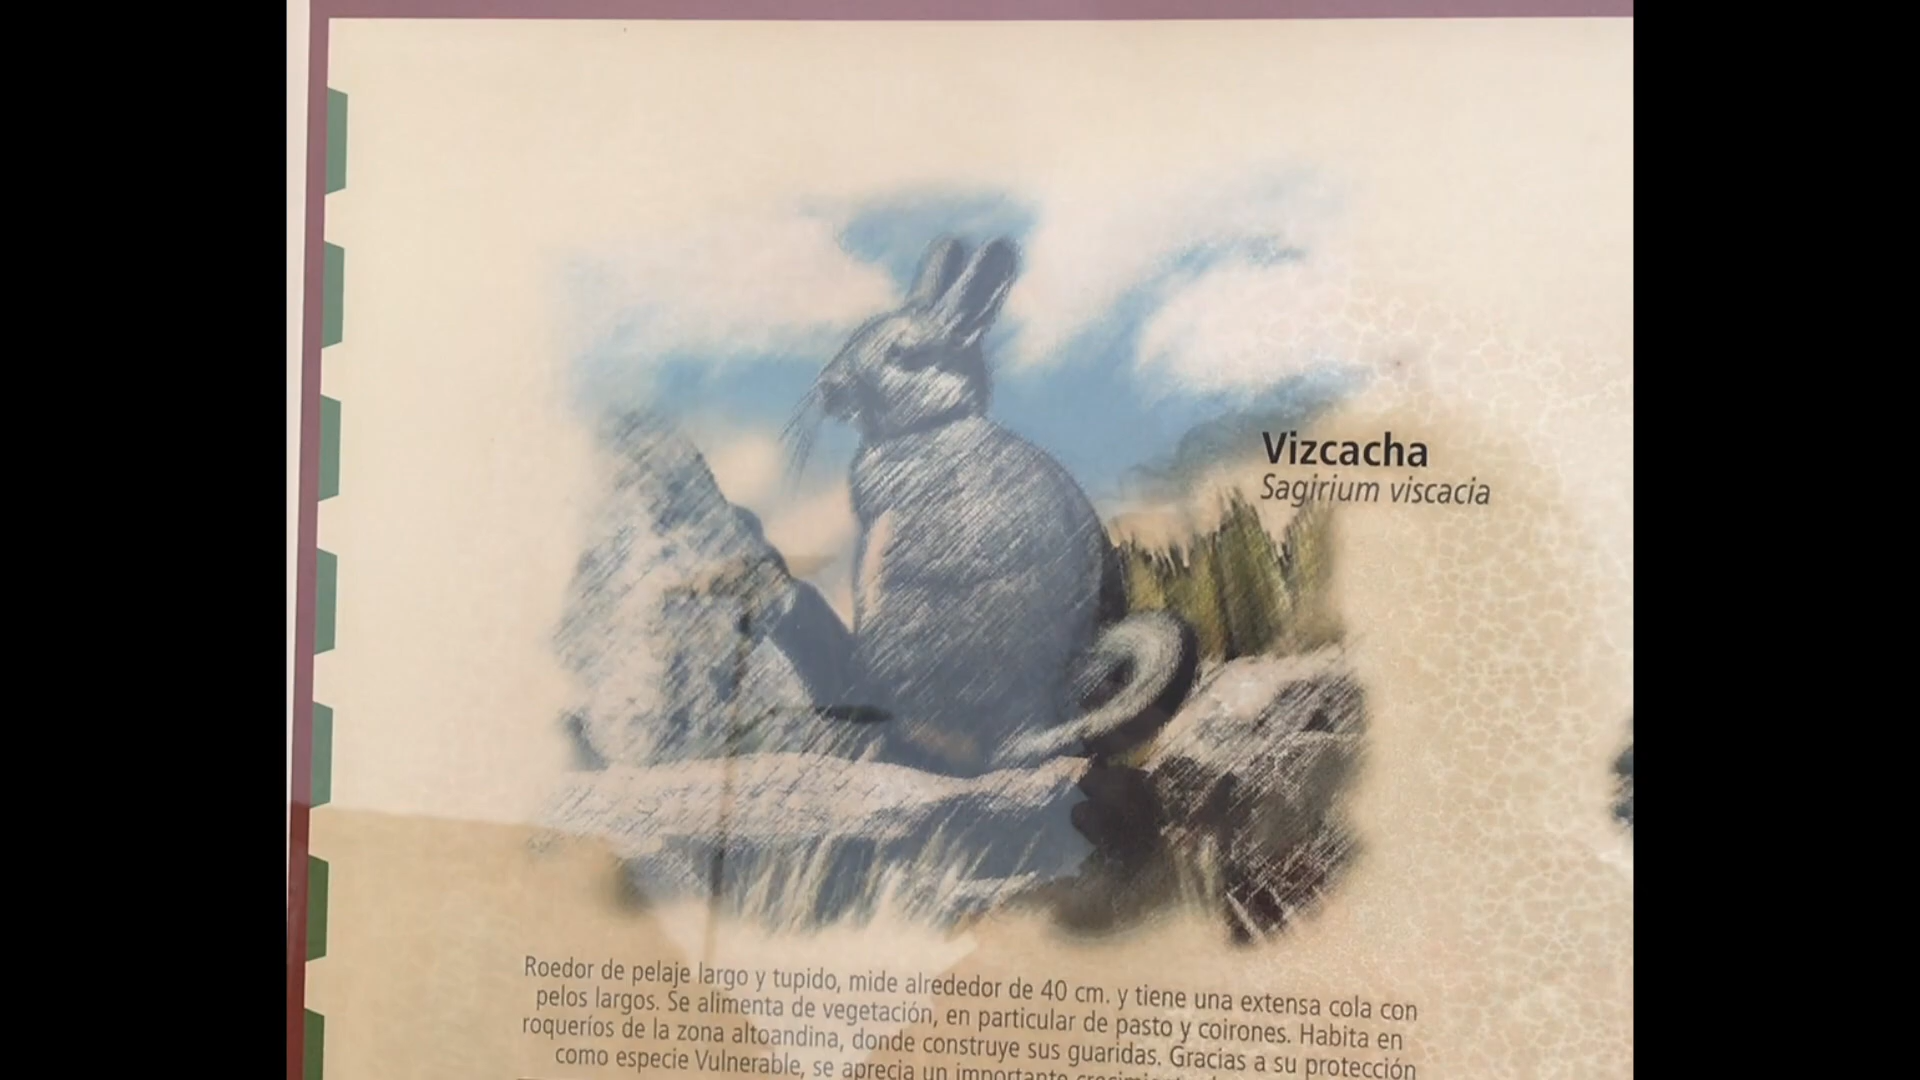 Vizcacha
Sagirium viscacia
Roedor de pelaje largo y tupido, mide alrededor de 40 cm. y tiene una extensa cola con
pelos largos. Se alimenta de vegetación, en particular de pasto y coirones. Habita en
roqueríos de la zona altoandina, donde construye sus guaridas. Gracias a su protección
como especie Vulnerable, se aprecia un importante